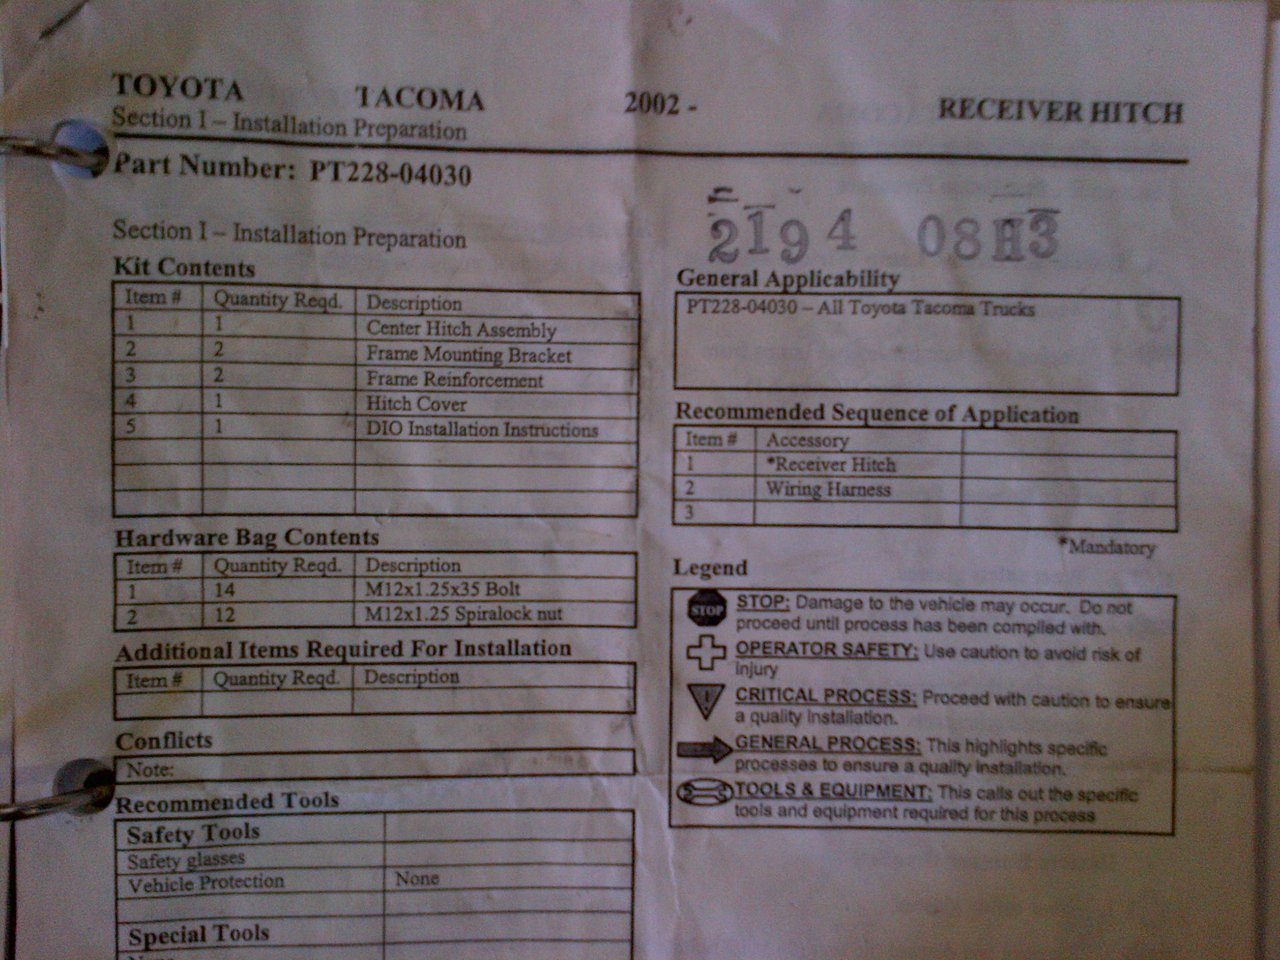 TOYOTA TACOMA 2002 - RECEIVER HITCH
Section I – Installation Preparation
Part Number: PT228-04030
Section I – Installation Preparation
Kit Contents
Item # Quantity Reqd. Description
1 1 Center Hitch Assembly
2 2 Frame Mounting Bracket
3 2 Frame Reinforcement
4 1 Hitch Cover
5 1 DIO Installation Instructions
Hardware Bag Contents
Item # Quantity Reqd. Description
1 14 M12x1.25x35 Bolt
2 12 M12x1.25 Spiralock nut
Additional Items Required For Installation
Item # Quantity Reqd. Description
Conflicts
Note:
Recommended Tools
Safety Tools
Safety glasses
Vehicle Protection None
Special Tools
2194 08H3
General Applicability
PT228-04030 – All Toyota Tacoma Trucks
Recommended Sequence of Application
Item # Accessory
1 *Receiver Hitch
2 Wiring Harness
3
*Mandatory
Legend
STOP
STOP: Damage to the vehicle may occur. Do not
proceed until process has been complied with.
OPERATOR SAFETY: Use caution to avoid risk of
injury
!
CRITICAL PROCESS: Proceed with caution to ensure
a quality installation.
GENERAL PROCESS: This highlights specific
processes to ensure a quality installation.
TOOLS & EQUIPMENT: This calls out the specific
tools and equipment required for this process